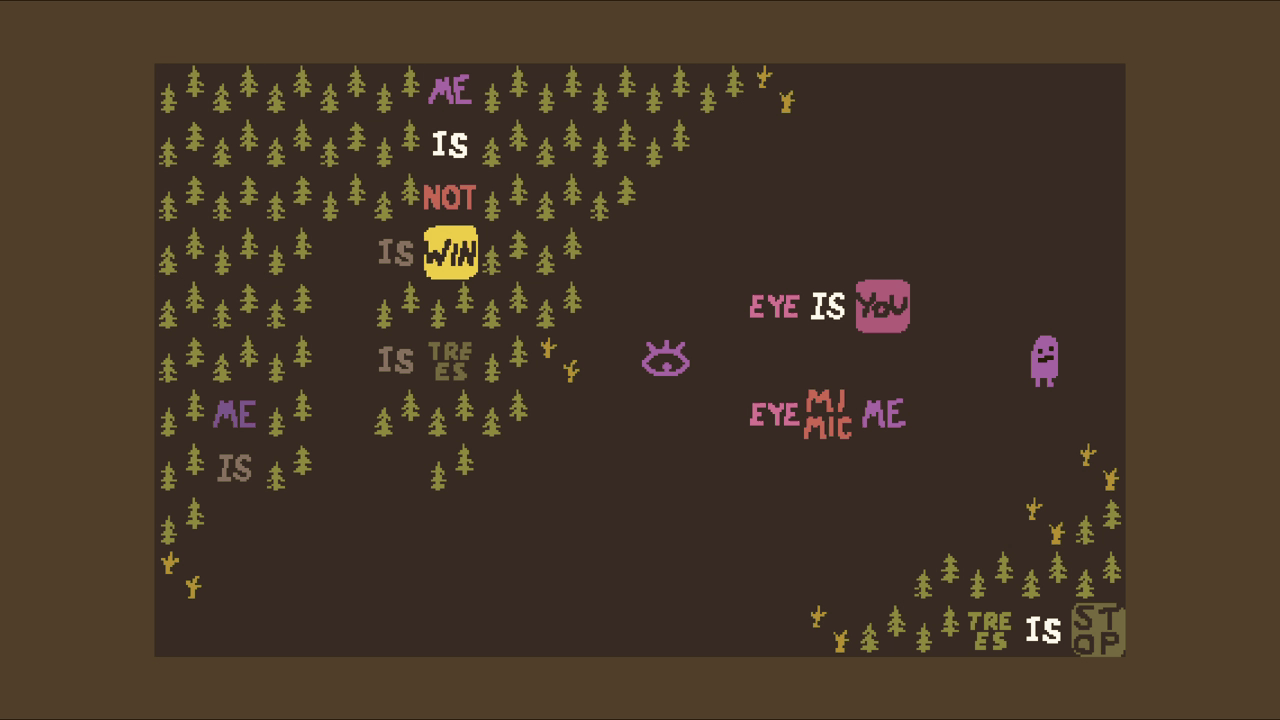 ME
IS
NOT
IS WIN
EYE IS YOU
IS TREES
ME
EYE MIMIC ME
IS
TREES IS STOP